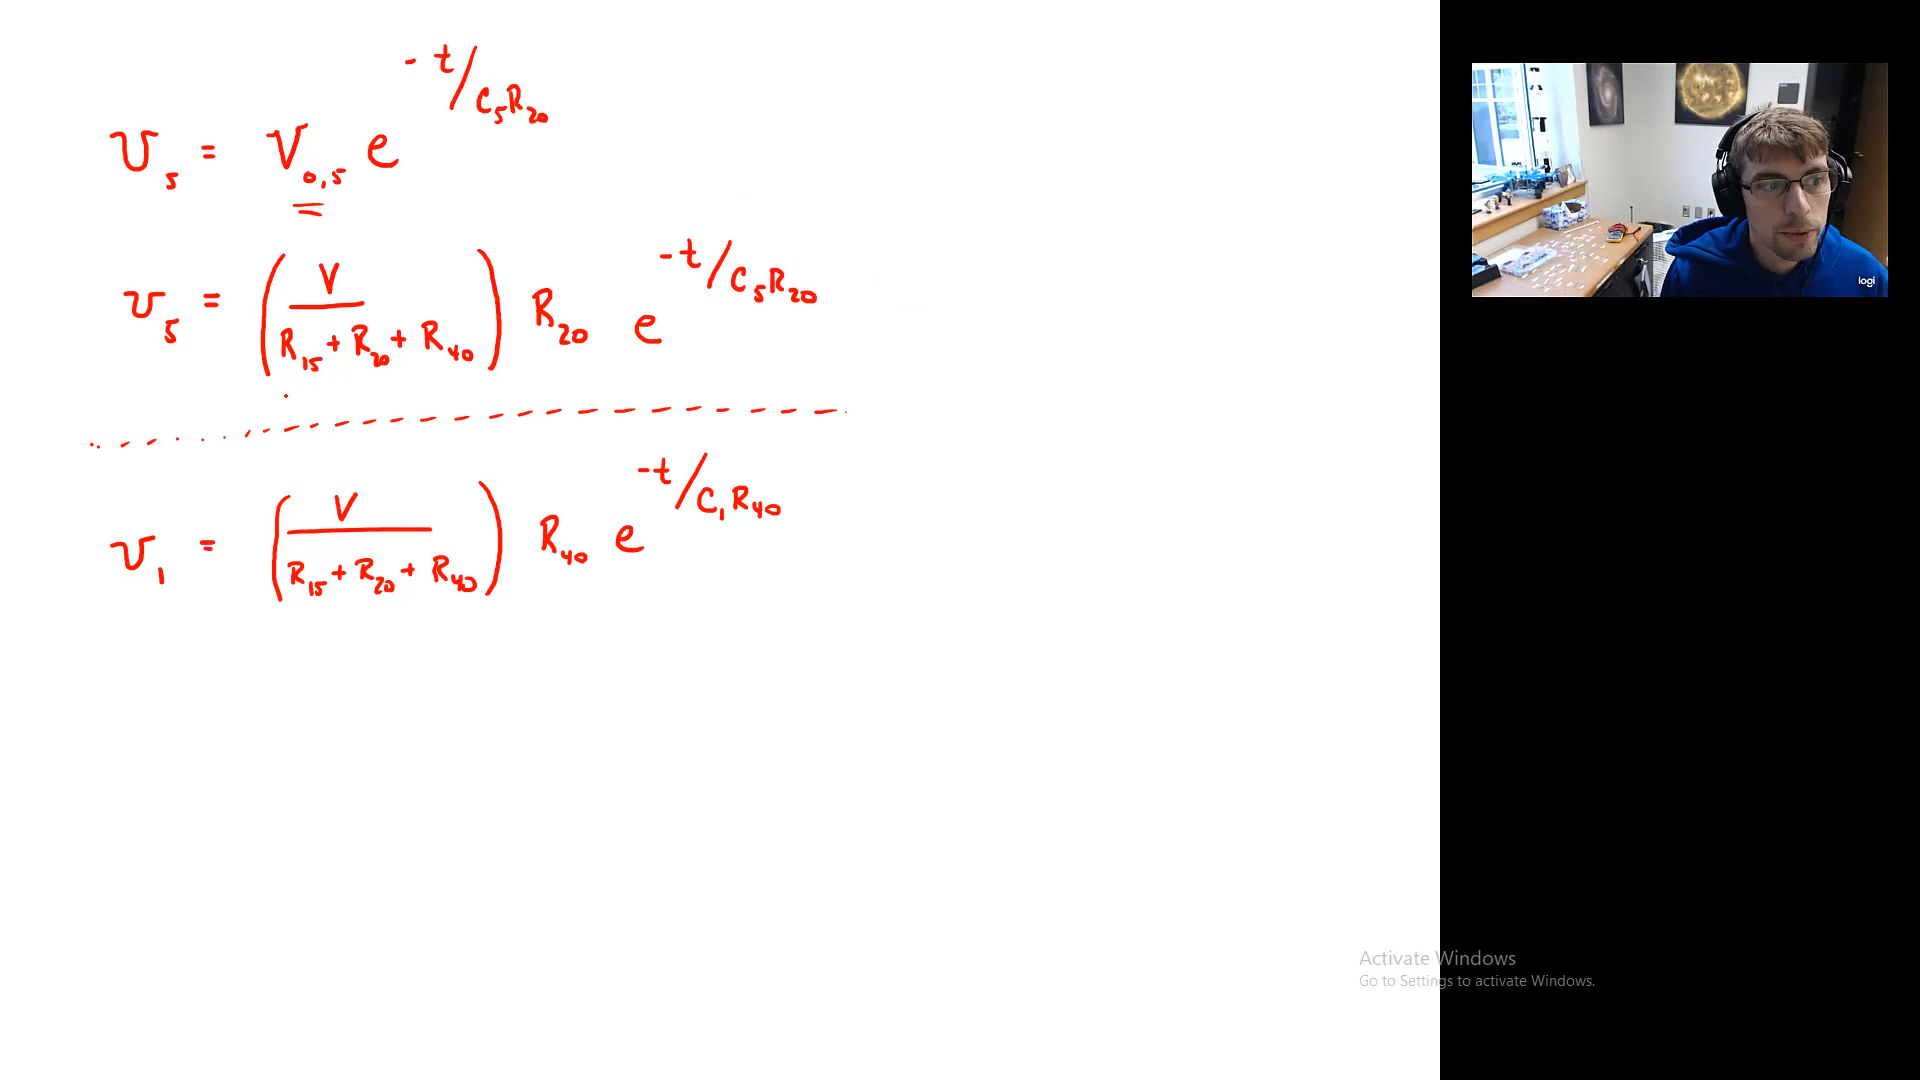 v₅ = V₀,₅ e^(-t/C₅R₂₀)
v₅ = (V/(R₁₅+R₂₀+R₄₀)) R₂₀ e^(-t/C₅R₂₀)
v₁ = (V/(R₁₅+R₂₀+R₄₀)) R₄₀ e^(-t/C₁R₄₀)
logi
Activate Windows
Go to Settings to activate Windows.